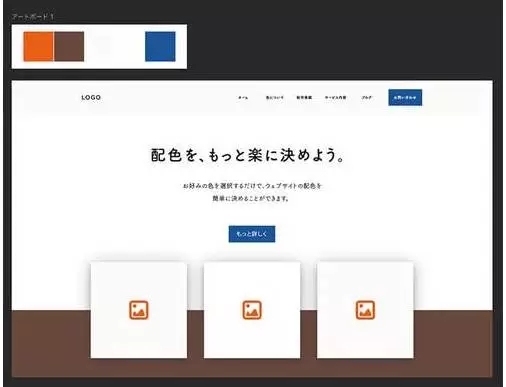 アートボード 1
LOGO
ホーム 色について 制作実績 サービス内容 ブログ お問い合わせ
配色を、もっと楽に決めよう。
お好みの色を選択するだけで、ウェブサイトの配色を
簡単に決めることができます。
もっと詳しく